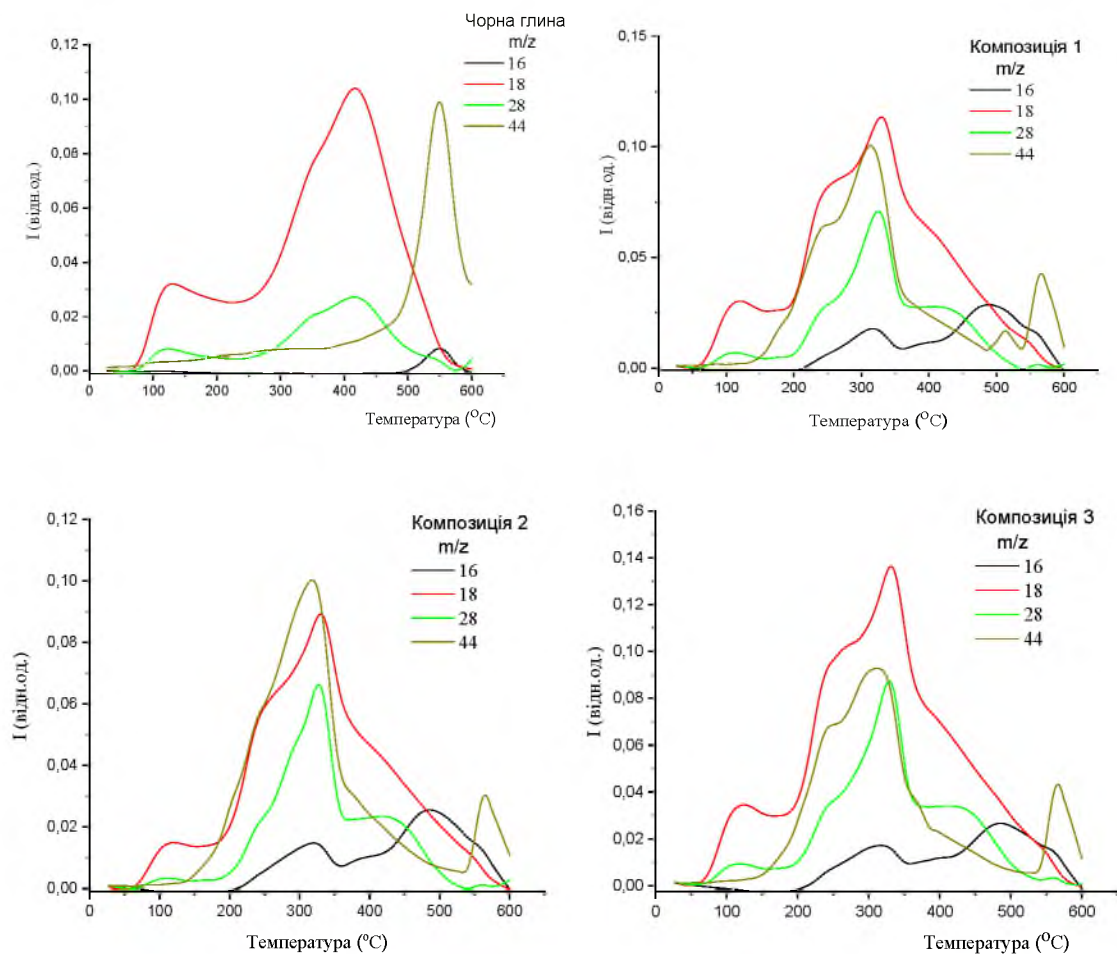 Чорна глина
m/z
16
18
28
44
0,12
0,10
0,08
0,06
0,04
0,02
0,00
I (відн.од.)
0 100 200 300 400 500 600
Температура (°C)
Композиція 1
m/z
16
18
28
44
0,15
0,10
0,05
0,00
I (відн.од.)
0 100 200 300 400 500 600
Температура (°C)
Композиція 2
m/z
16
18
28
44
0,12
0,10
0,08
0,06
0,04
0,02
0,00
I (відн.од.)
0 100 200 300 400 500 600
Температура (°C)
Композиція 3
m/z
16
18
28
44
0,16
0,14
0,12
0,10
0,08
0,06
0,04
0,02
0,00
I (відн.од.)
0 100 200 300 400 500 600
Температура (°C)